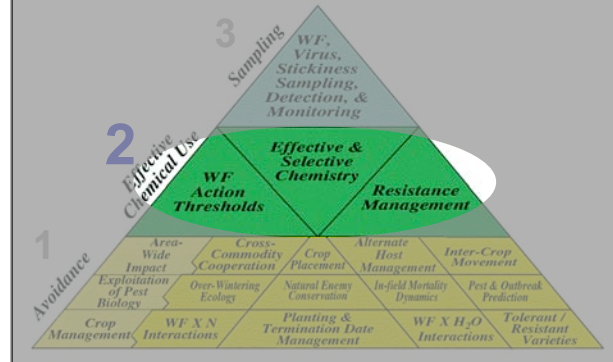 3
Sampling
WF,
Virus,
Stickiness
Sampling,
Detection, &
Monitoring
2
Effective
Chemical Use
WF
Action
Thresholds
Effective &
Selective
Chemistry
Resistance
Management
1
Avoidance
Area-
Wide
Impact
Cross-
Commodity
Cooperation
Crop
Placement
Alternate
Host
Management
Inter-Crop
Movement
Exploitation
of Pest
Biology
Over-Wintering
Ecology
Natural Enemy
Conservation
In-field Mortality
Dynamics
Pest & Outbreak
Prediction
Crop
Management
WF X N
Interactions
Planting &
Termination Date
Management
WF X H₂O
Interactions
Tolerant /
Resistant
Varieties